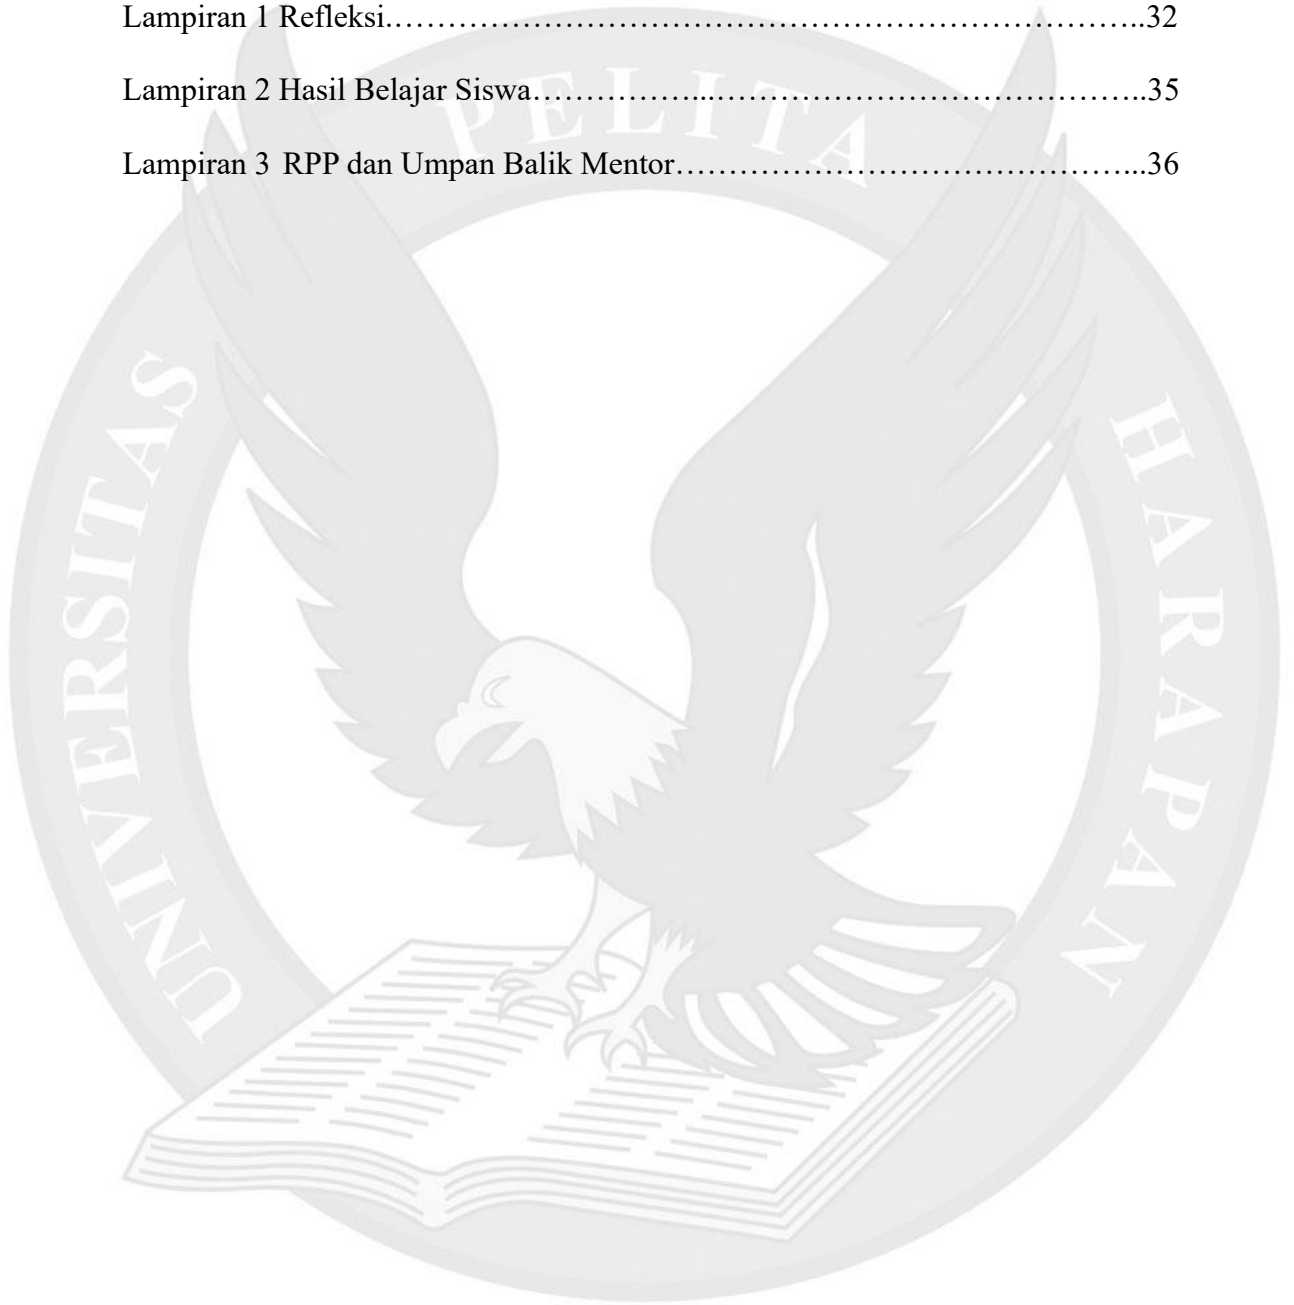 Lampiran 1 Refleksi.………………………………………………………………..32
Lampiran 2 Hasil Belajar Siswa……………...…………………………………..35
Lampiran 3 RPP dan Umpan Balik Mentor……………………………………...36
UNIVERSITAS PELITA HARAPAN